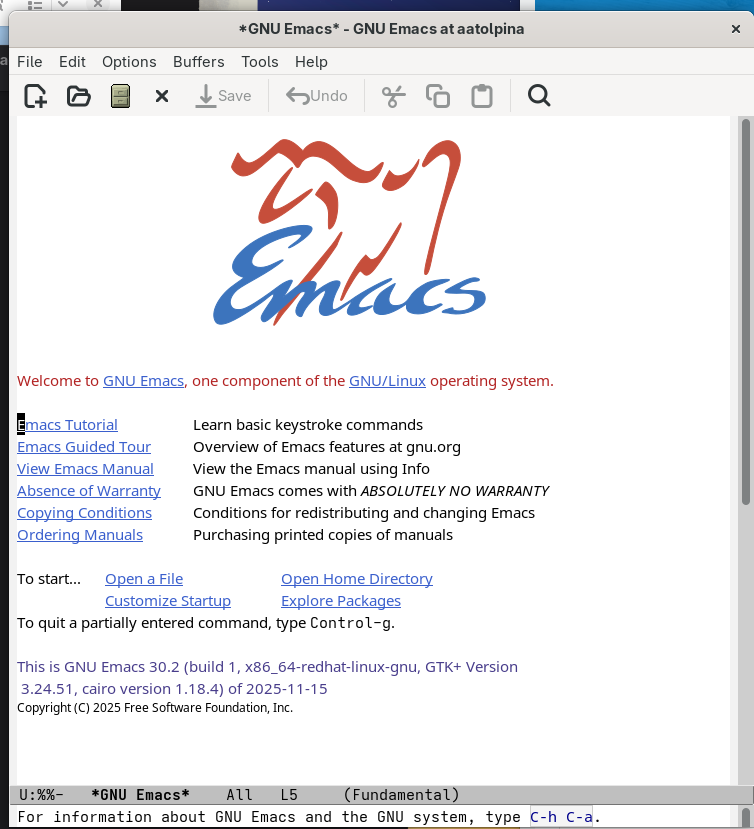 *GNU Emacs* - GNU Emacs at aatolpina
File Edit Options Buffers Tools Help
Save Undo
Emacs
Welcome to GNU Emacs, one component of the GNU/Linux operating system.
Emacs Tutorial Learn basic keystroke commands
Emacs Guided Tour Overview of Emacs features at gnu.org
View Emacs Manual View the Emacs manual using Info
Absence of Warranty GNU Emacs comes with ABSOLUTELY NO WARRANTY
Copying Conditions Conditions for redistributing and changing Emacs
Ordering Manuals Purchasing printed copies of manuals
To start... Open a File Open Home Directory
Customize Startup Explore Packages
To quit a partially entered command, type Control-g.
This is GNU Emacs 30.2 (build 1, x86_64-redhat-linux-gnu, GTK+ Version
3.24.51, cairo version 1.18.4) of 2025-11-15
Copyright (C) 2025 Free Software Foundation, Inc.
U:%%- *GNU Emacs* All L5 (Fundamental)
For information about GNU Emacs and the GNU system, type C-h C-a.